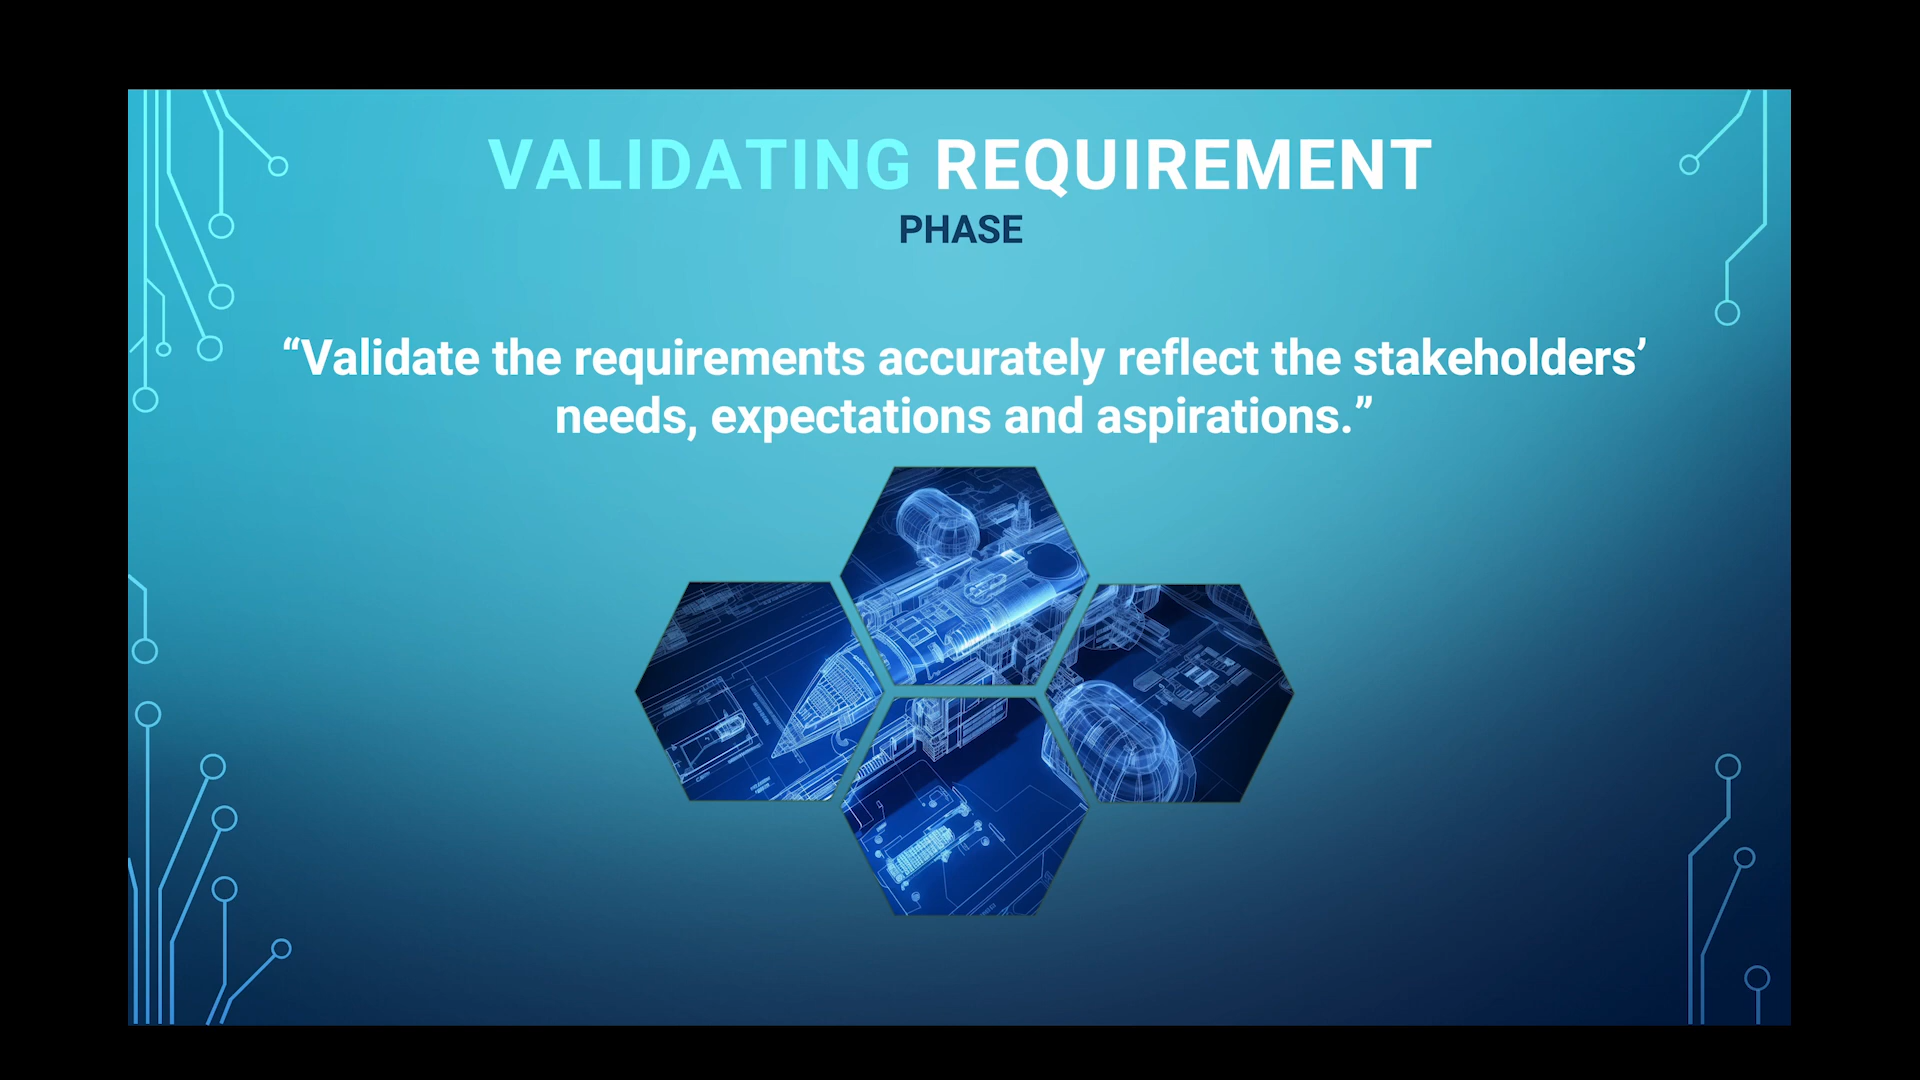 VALIDATING REQUIREMENT
PHASE
“Validate the requirements accurately reflect the stakeholders’
needs, expectations and aspirations.”